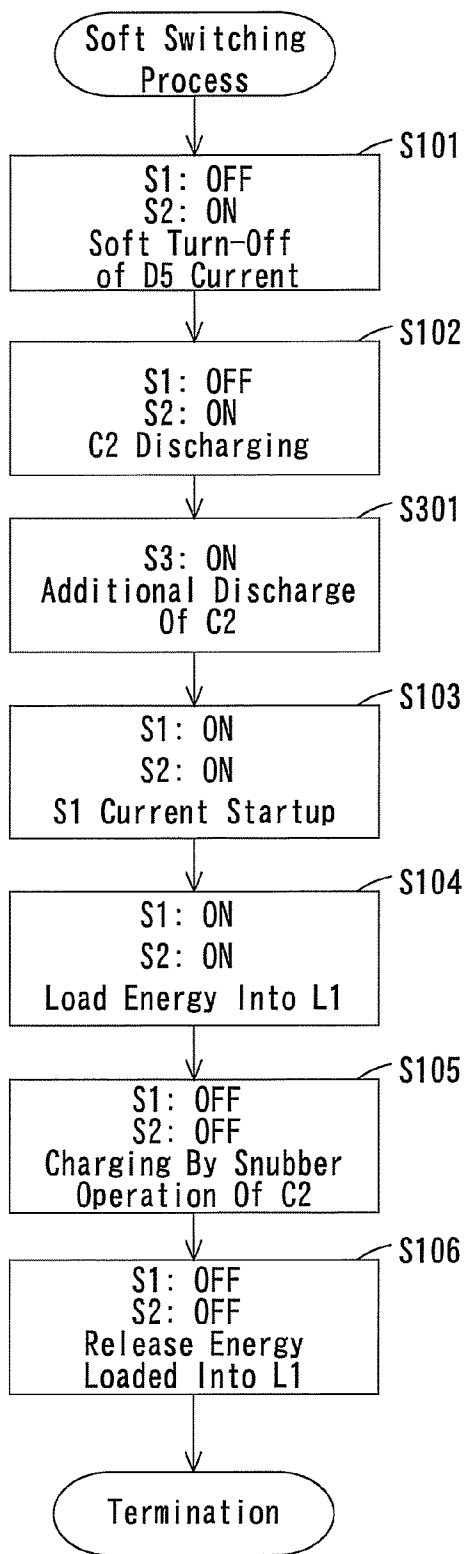 Soft Switching
Process
S101
S1: OFF
S2: ON
Soft Turn-Off
of D5 Current
S102
S1: OFF
S2: ON
C2 Discharging
S301
S3: ON
Additional Discharge
Of C2
S103
S1: ON
S2: ON
S1 Current Startup
S104
S1: ON
S2: ON
Load Energy Into L1
S105
S1: OFF
S2: OFF
Charging By Snubber
Operation Of C2
S106
S1: OFF
S2: OFF
Release Energy
Loaded Into L1
Termination